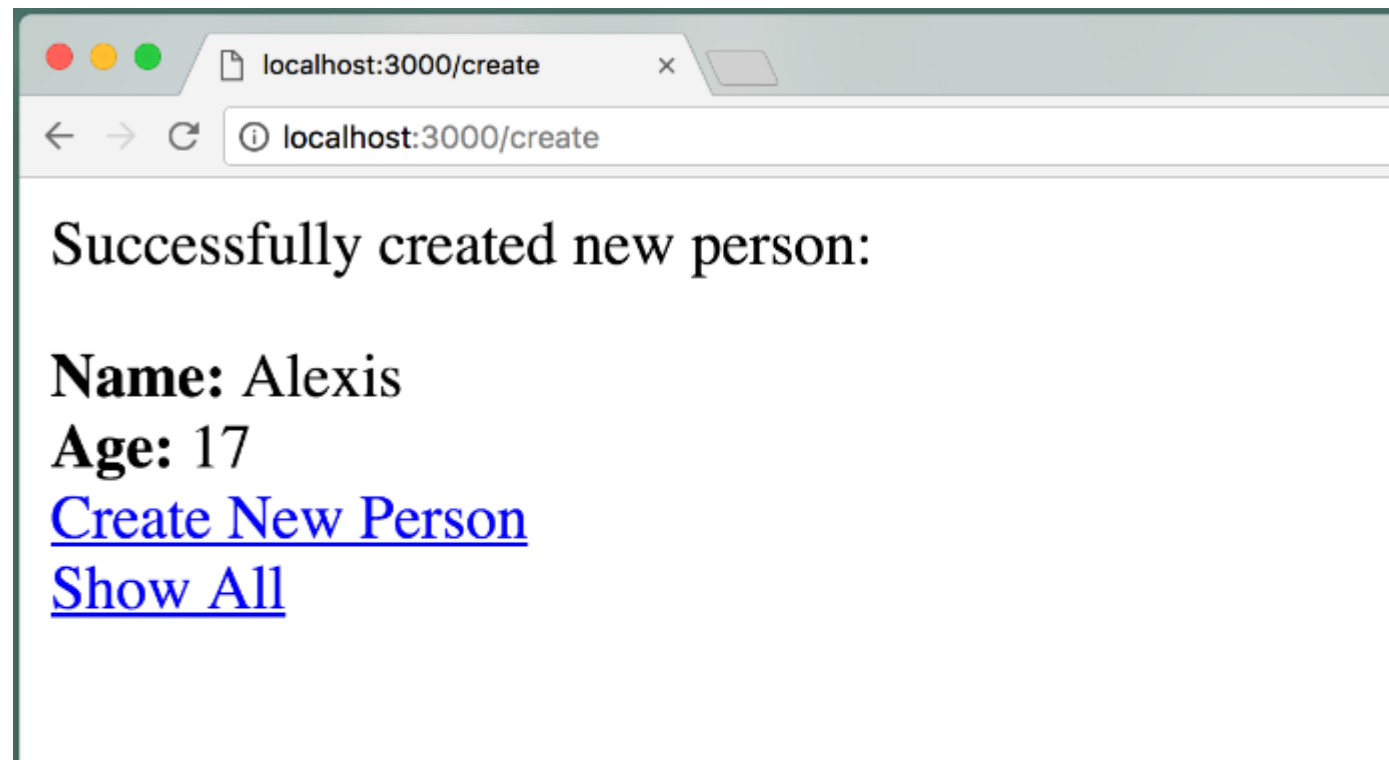 localhost:3000/create
localhost:3000/create
Successfully created new person:
Name: Alexis
Age: 17
Create New Person
Show All